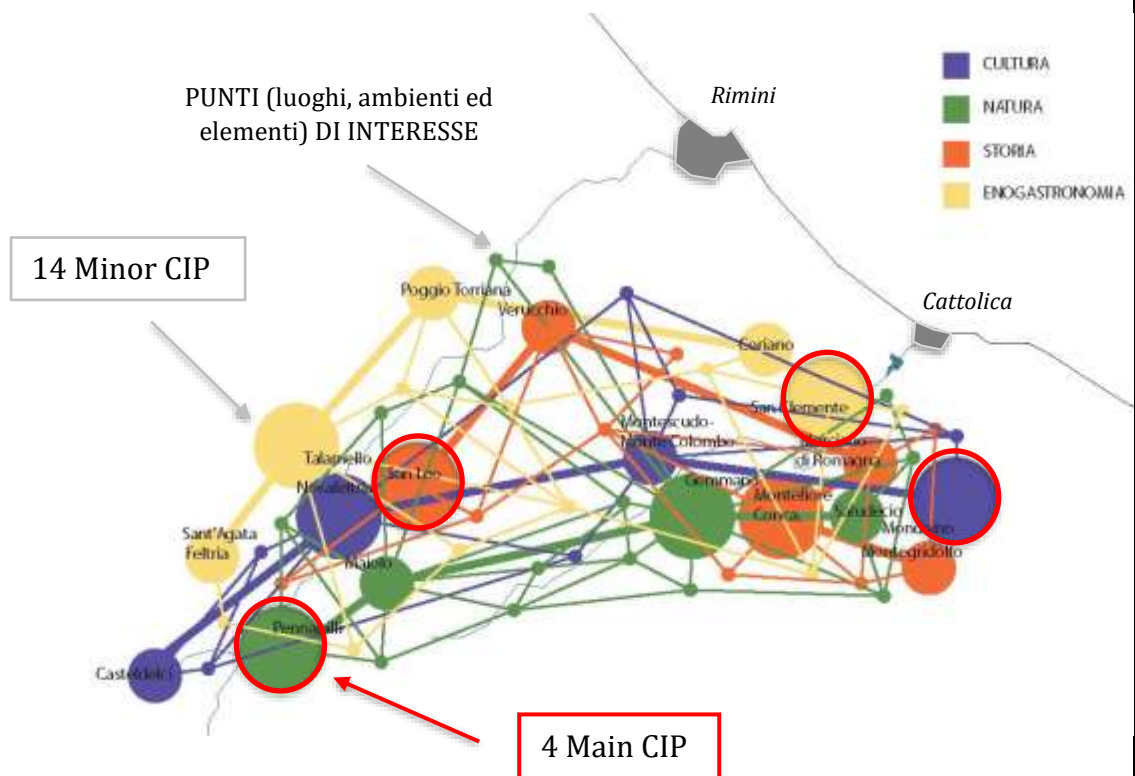 CULTURA
NATURA
STORIA
ENOGASTRONOMIA
PUNTI (luoghi, ambienti ed
elementi) DI INTERESSE
Rimini
14 Minor CIP
Cattolica
Poggio Torriana
Verucchio
Coriano
San Clemente
Montescudo-
Monte Colombo
di Romagna
Talamello
Novafeltria
San Leo
Gemmano
Montefiore
Conca
Saludecio
Mondaino
Montegridolfo
Sant'Agata
Feltria
Maiolo
Pennabilli
Casteldelci
4 Main CIP